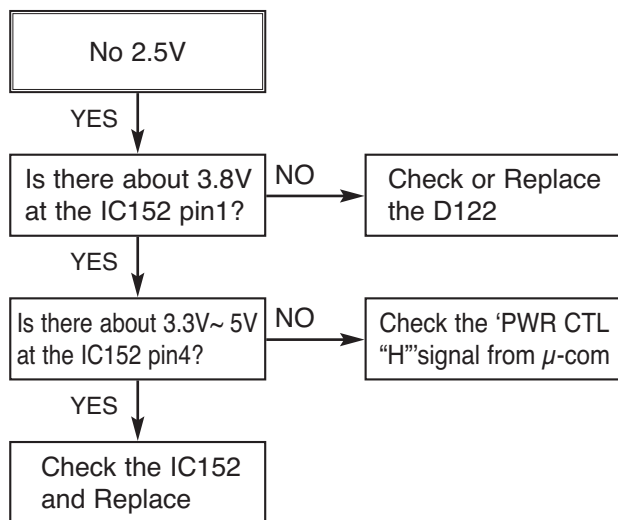 No 2.5V
YES
Is there about 3.8V
at the IC152 pin1?
NO
Check or Replace
the D122
YES
Is there about 3.3V~ 5V
at the IC152 pin4?
NO
Check the ‘PWR CTL
“H”’signal from µ-com
YES
Check the IC152
and Replace